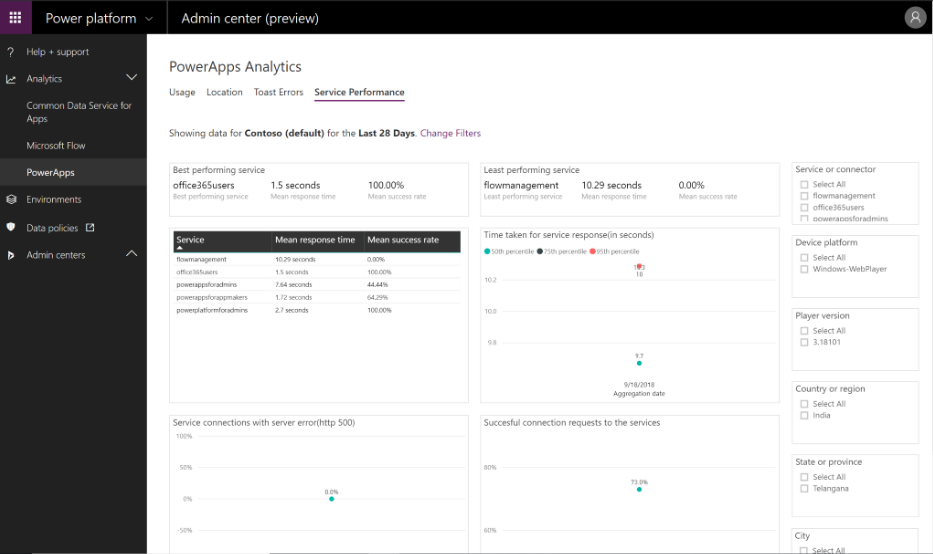 Power platform
Admin center (preview)
Help + support
Analytics
Common Data Service for
Apps
Microsoft Flow
PowerApps
Environments
Data policies
Admin centers
PowerApps Analytics
Usage Location Toast Errors Service Performance
Showing data for Contoso (default) for the Last 28 Days. Change Filters
Best performing service
office365users 1.5 seconds 100.00%
Best performing service Mean response time Mean success rate
Least performing service
flowmanagement 10.29 seconds 0.00%
Least performing service Mean response time Mean success rate
Service Mean response time Mean success rate
flowmanagement 10.29 seconds 0.00%
office365users 1.5 seconds 100.00%
powerappsforadmins 7.64 seconds 44.44%
powerappsforappmakers 1.72 seconds 64.29%
powerplatformforadmins 2.7 seconds 100.00%
Time taken for service response(in seconds)
50th percentile 75th percentile 95th percentile
10
10.2
10.0
9.8
9.7
9/18/2018
Aggregation date
Service connections with server error(http 500)
100%
50%
0%
-50%
0.0%
Succesful connection requests to the services
80%
60%
73.0%
Service or connector
Select All
flowmanagement
office365users
powerappsforadmins
Device platform
Select All
Windows-WebPlayer
Player version
Select All
3.18101
Country or region
Select All
India
State or province
Select All
Telangana
City
Select All